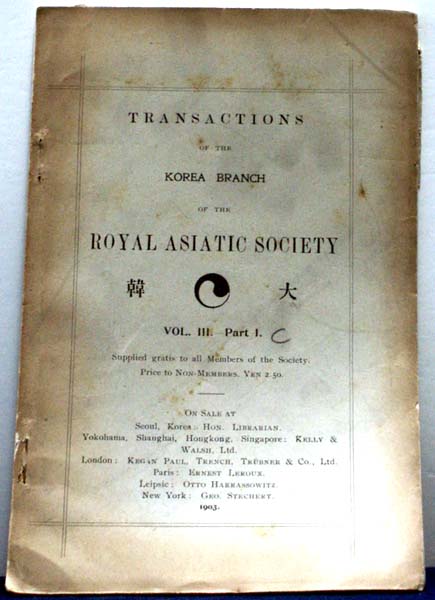 TRANSACTIONS
OF THE
KOREA BRANCH
OF THE
ROYAL ASIATIC SOCIETY
韓 大
VOL. III. Part I. C
Supplied gratis to all Members of the Society.
Price to NON-MEMBERS, YEN 2.50.
ON SALE AT
Seoul, Korea: HON. LIBRARIAN.
Yokohama, Shanghai, Hongkong, Singapore: KELLY &
WALSH, Ltd.
London: KEGAN PAUL, TRENCH, TRÜBNER & Co., Ltd.
Paris: ERNEST LEROUX.
Leipsic: OTTO HARRASSOWITZ.
New York: GEO. STECHERT.
1903.